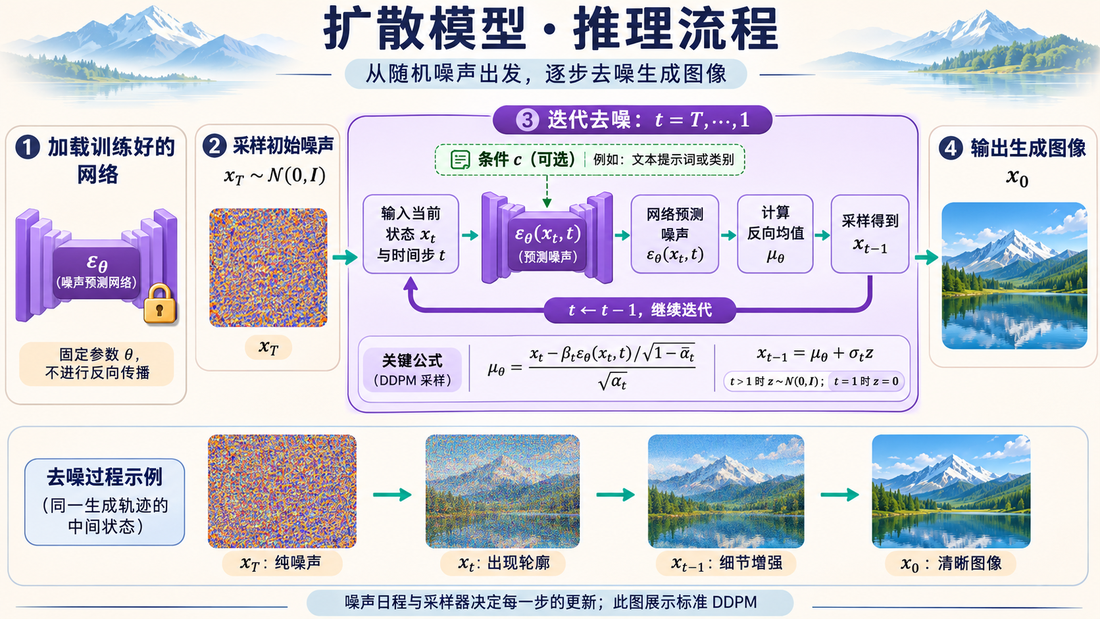 扩散模型·推理流程
从随机噪声出发，逐步去噪生成图像
1 加载训练好的
网络
ε_θ
(噪声预测网络)
固定参数 θ，
不进行反向传播
2 采样初始噪声
x_T ~ N(0, I)
x_T
3 迭代去噪：t = T, ⋯, 1
条件 c（可选） 例如：文本提示词或类别
输入当前
状态 x_t
与时间步 t
ε_θ(x_t, t)
(预测噪声)
网络预测
噪声
ε_θ(x_t, t)
计算
反向均值
μ_θ
采样得到
x_{t−1}
t ← t − 1，继续迭代
关键公式
（DDPM 采样）
μ_θ = (x_t − β_t ε_θ(x_t, t)/√(1 − ᾱ_t)) / √α_t
x_{t−1} = μ_θ + σ_t z
t > 1 时 z ~ N(0, I)； t = 1 时 z = 0
4 输出生成图像
x_0
去噪过程示例
（同一生成轨迹的
中间状态）
x_T：纯噪声
x_t：出现轮廓
x_{t−1}：细节增强
x_0：清晰图像
噪声日程与采样器决定每一步的更新；此图展示标准 DDPM